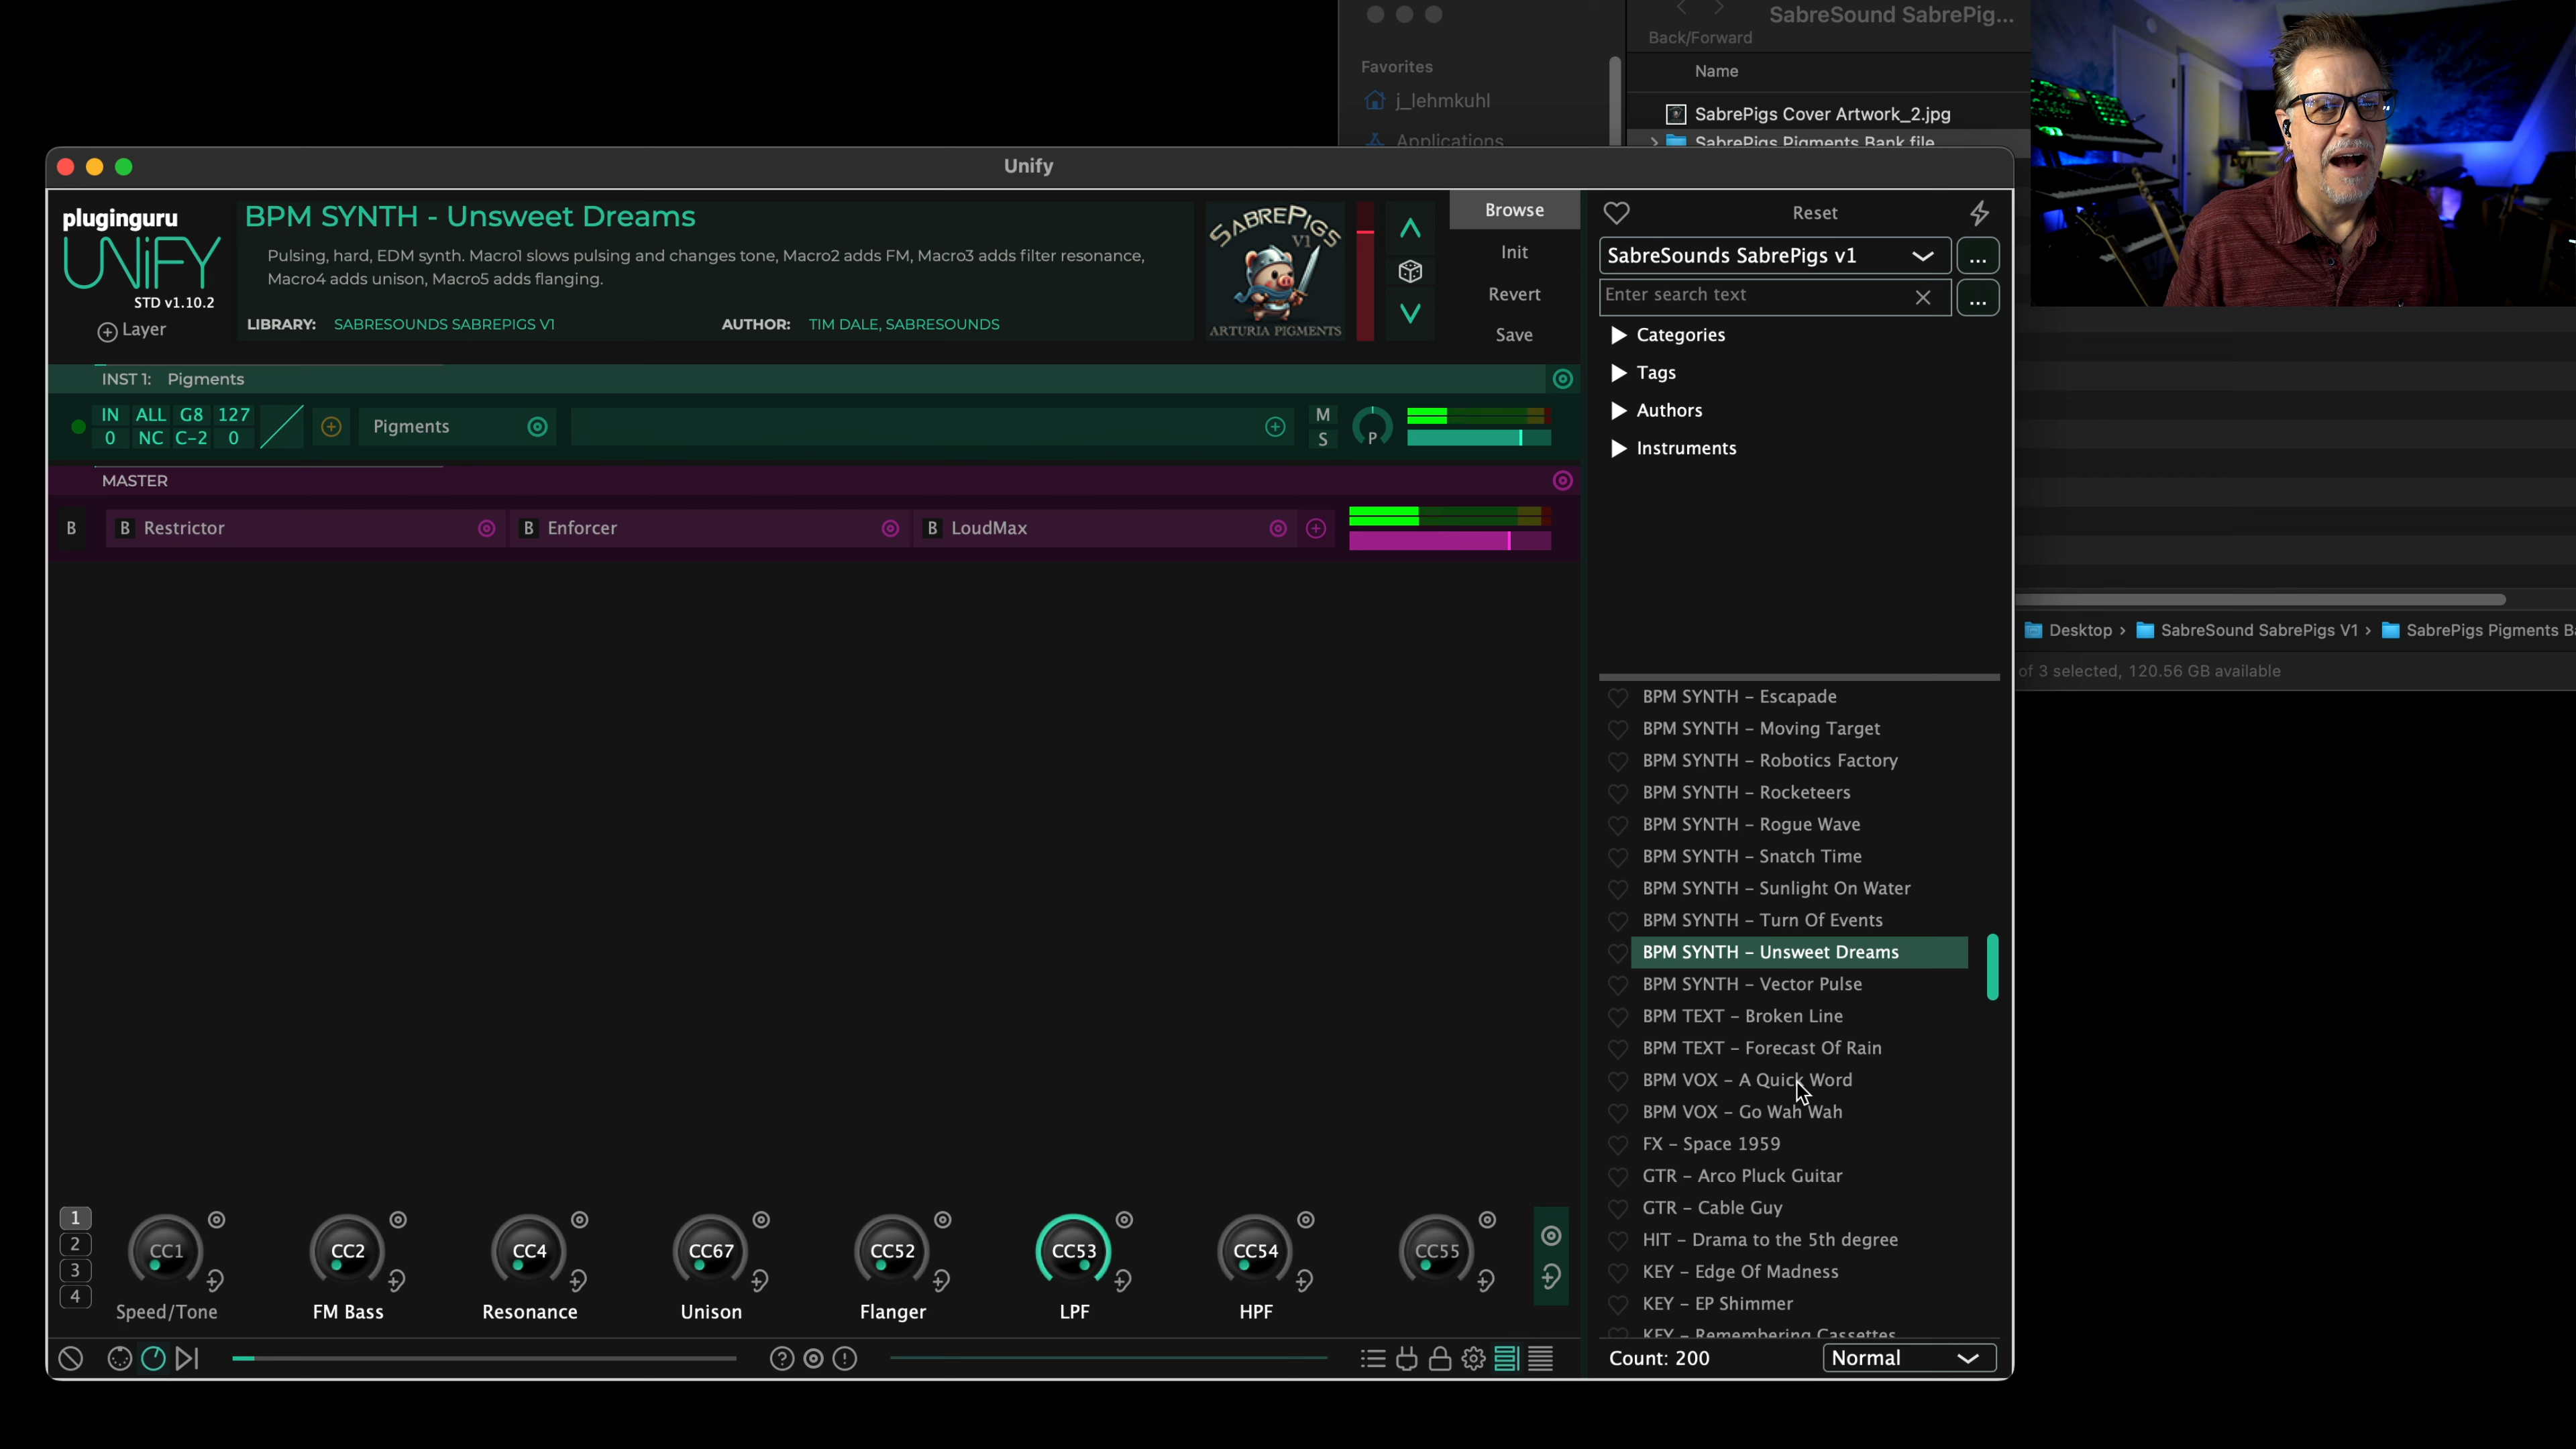 SabreSound SabrePig...
Back/Forward
Favorites
Name
j_lehmkuhl
SabrePigs Cover Artwork_2.jpg
Applications
SabrePigs Pigments Bank file
Unify
pluginguru
UNiFY
STD v1.10.2
+ Layer
BPM SYNTH - Unsweet Dreams
Pulsing, hard, EDM synth. Macro1 slows pulsing and changes tone, Macro2 adds FM, Macro3 adds filter resonance,
Macro4 adds unison, Macro5 adds flanging.
LIBRARY: SABRESOUNDS SABREPIGS V1
AUTHOR: TIM DALE, SABRESOUNDS
SABREPIGS
V1
ARTURIA PIGMENTS
Browse
Init
Revert
Save
Reset
SabreSounds SabrePigs v1
...
Enter search text
...
Categories
Tags
Authors
Instruments
INST 1: Pigments
IN ALL G8 127
0 NC C-2 0
Pigments
M
S
P
MASTER
B
B Restrictor
B Enforcer
B LoudMax
Desktop › SabreSound SabrePigs V1 › SabrePigs Pigments Ba
of 3 selected, 120.56 GB available
BPM SYNTH – Escapade
BPM SYNTH – Moving Target
BPM SYNTH – Robotics Factory
BPM SYNTH – Rocketeers
BPM SYNTH – Rogue Wave
BPM SYNTH – Snatch Time
BPM SYNTH – Sunlight On Water
BPM SYNTH – Turn Of Events
BPM SYNTH – Unsweet Dreams
BPM SYNTH – Vector Pulse
BPM TEXT – Broken Line
BPM TEXT – Forecast Of Rain
BPM VOX – A Quick Word
BPM VOX – Go Wah Wah
FX – Space 1959
GTR – Arco Pluck Guitar
GTR – Cable Guy
HIT – Drama to the 5th degree
KEY – Edge Of Madness
KEY – EP Shimmer
KEY – Remembering Cassettes
Count: 200
Normal
1
2
3
4
CC1
CC2
CC4
CC67
CC52
CC53
CC54
CC55
Speed/Tone
FM Bass
Resonance
Unison
Flanger
LPF
HPF